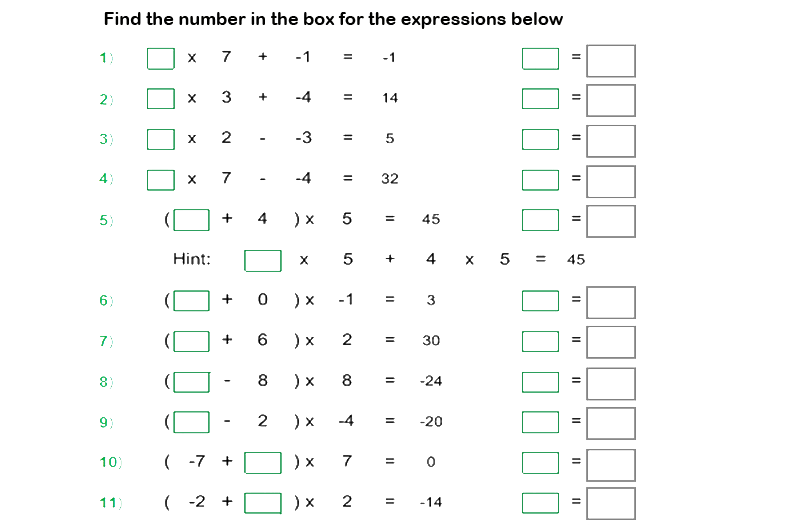 Find the number in the box for the expressions below
1) x 7 + -1 = -1 =
2) x 3 + -4 = 14 =
3) x 2 - -3 = 5 =
4) x 7 - -4 = 32 =
5) ( + 4 ) x 5 = 45 =
Hint: x 5 + 4 x 5 = 45
6) ( + 0 ) x -1 = 3 =
7) ( + 6 ) x 2 = 30 =
8) ( - 8 ) x 8 = -24 =
9) ( - 2 ) x -4 = -20 =
10) ( -7 + ) x 7 = 0 =
11) ( -2 + ) x 2 = -14 =